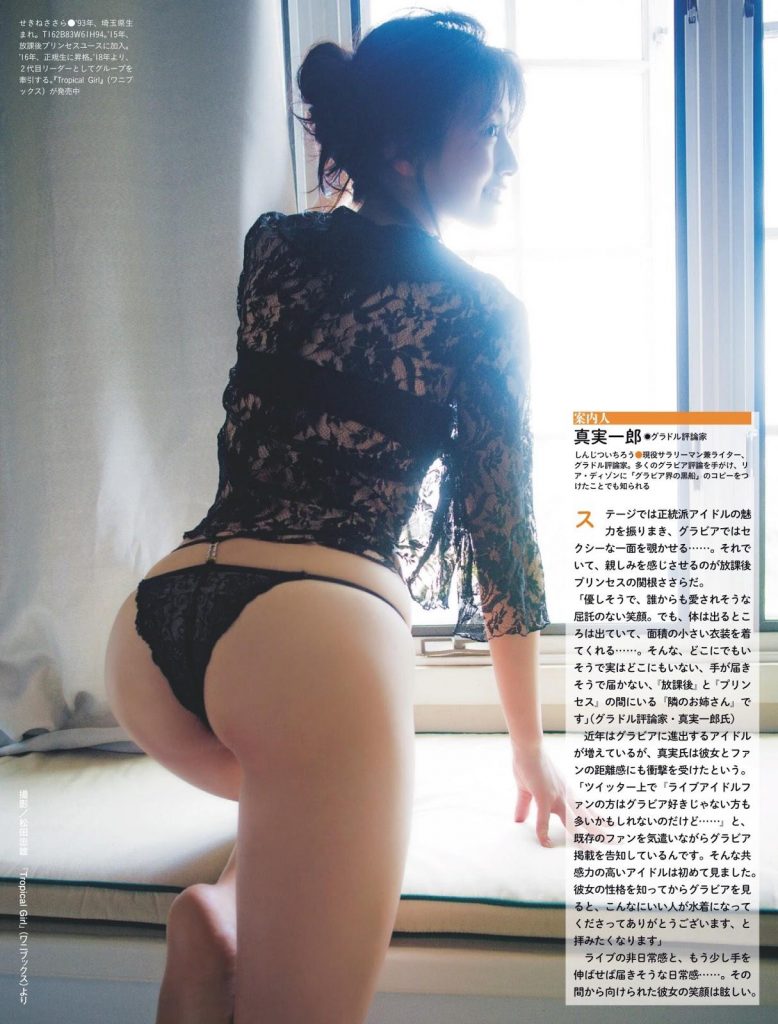 せきねささら●'93年、埼玉県生
まれ。T162B83W61H94。'15年、
放課後プリンセスユースに加入。
'16年、正規生に昇格。'18年より、
2代目リーダーとしてグループを
牽引する。『Tropical Girl』(ワニブ
ックス)が発売中
案内人
真実一郎●グラドル評論家
しんじついちろう●現役サラリーマン兼ライター、
グラドル評論家。多くのグラビア評論を手がけ、リ
ア・ディゾンに『グラビア界の黒船』のコピーをつ
けたことでも知られる
ステージでは正統派アイドルの魅
力を振りまき、グラビアではセ
クシーな一面を覗かせる……。それで
いて、親しみを感じさせるのが放課後
プリンセスの関根ささらだ。
「優しそうで、誰からも愛されそうな
屈託のない笑顔。でも、体は出るとこ
ろは出ていて、面積の小さい衣装を着
てくれる……。そんな、どこにでもい
そうで実はどこにもいない、手が届き
そうで届かない、『放課後』と『プリン
セス』の間にいる『隣のお姉さん』で
す」(グラドル評論家・真実一郎氏)
近年はグラビアに進出するアイドル
が増えているが、真実氏は彼女とファ
ンの距離感にも衝撃を受けたという。
「ツイッター上で『ライブアイドルフ
ァンの方はグラビア好きじゃない方も
多いかもしれないのだけど……』と、
既存のファンを気遣いながらグラビア
掲載を告知しているんです。そんな共
感力の高いアイドルは初めて見ました。
彼女の性格を知ってからグラビアを見
ると、こんなにいい人が水着になって
くださってありがとうございます、と
拝みたくなります」
ライブの非日常感と、もう少し手を
伸ばせば届きそうな日常感……。その
間から向けられた彼女の笑顔は眩しい。
撮影/松田忠雄 『Tropical Girl』(ワニブックス)より